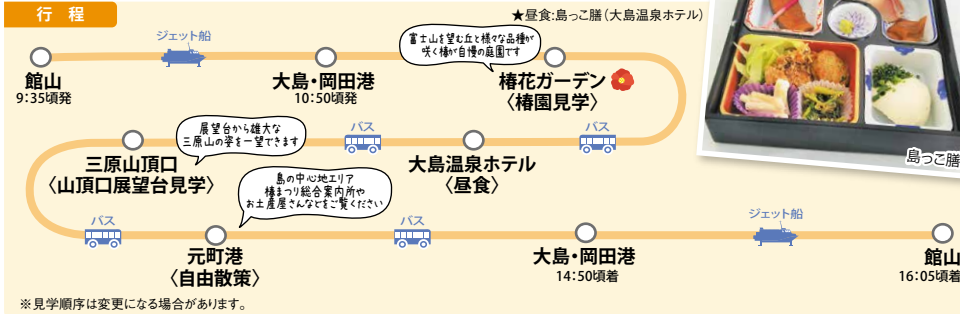 行程
★昼食:島っこ膳(大島温泉ホテル)
ジェット船
富士山を望む丘と様々な品種が
咲く椿が自慢の庭園です
館山
9:35頃発
大島・岡田港
10:50頃発
椿花ガーデン
〈椿園見学〉
島っこ膳
展望台から雄大な
三原山の姿を一望できます
バス
バス
三原山頂口
〈山頂口展望台見学〉
大島温泉ホテル
〈昼食〉
島の中心地エリア
椿まつり総合案内所や
お土産屋さんなどをご覧ください
バス
バス
ジェット船
元町港
〈自由散策〉
大島・岡田港
14:50頃着
館山
16:05頃着
※見学順序は変更になる場合があります。